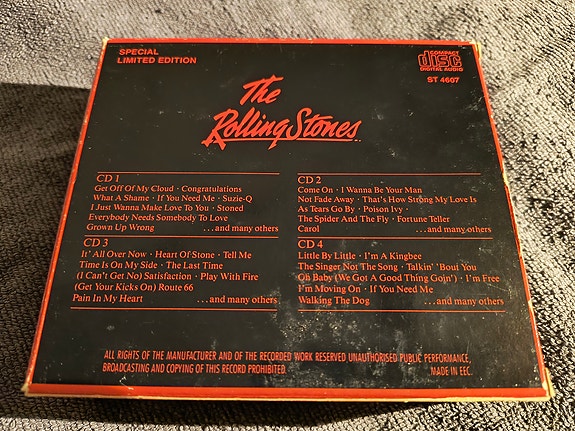 SPECIAL
LIMITED EDITION
COMPACT
disc
DIGITAL AUDIO
ST 4607
The
Rolling Stones
CD 1
Get Off Of My Cloud · Congratulations
What A Shame · If You Need Me · Suzie-Q
I Just Wanna Make Love To You · Stoned
Everybody Needs Somebody To Love
Grown Up Wrong ...and many others
CD 2
Come On · I Wanna Be Your Man
Not Fade Away · That's How Strong My Love Is
As Tears Go By · Poison Ivy
The Spider And The Fly · Fortune Teller
Carol ...and many others
CD 3
It' All Over Now · Heart Of Stone · Tell Me
Time Is On My Side · The Last Time
(I Can't Get No) Satisfaction · Play With Fire
(Get Your Kicks On) Route 66
Pain In My Heart ...and many others
CD 4
Little By Little · I'm A Kingbee
The Singer Not The Song · Talkin' 'Bout You
Oh Baby (We Got A Good Thing Goin') · I'm Free
I'm Moving On · If You Need Me
Walking The Dog ...and many others
ALL RIGHTS OF THE MANUFACTURER AND OF THE RECORDED WORK RESERVED UNAUTHORISED PUBLIC PERFORMANCE,
BROADCASTING AND COPYING OF THIS RECORD PROHIBITED. MADE IN EEC.